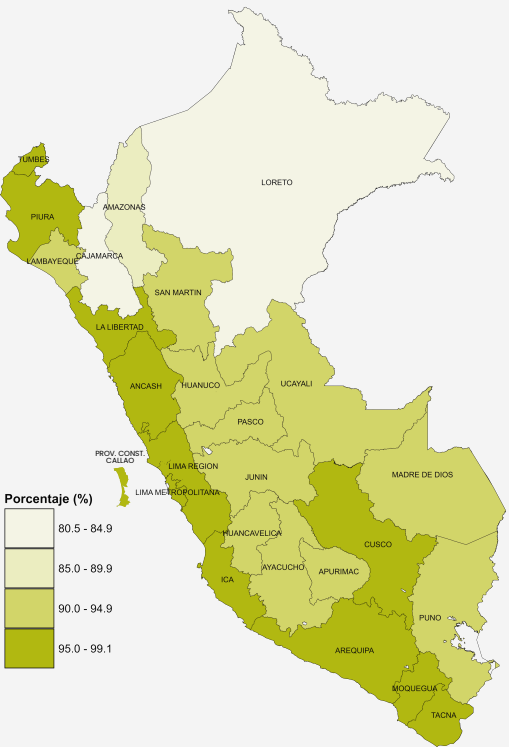 LORETO
TUMBES
AMAZONAS
PIURA
CAJAMARCA
LAMBAYEQUE
SAN MARTIN
LA LIBERTAD
ANCASH
HUANUCO
UCAYALI
PASCO
PROV. CONST.
CALLAO
LIMA REGION
JUNIN
MADRE DE DIOS
LIMA METROPOLITANA
Porcentaje (%)
80.5 - 84.9
85.0 - 89.9
90.0 - 94.9
95.0 - 99.1
HUANCAVELICA
CUSCO
AYACUCHO
APURIMAC
ICA
PUNO
AREQUIPA
MOQUEGUA
TACNA